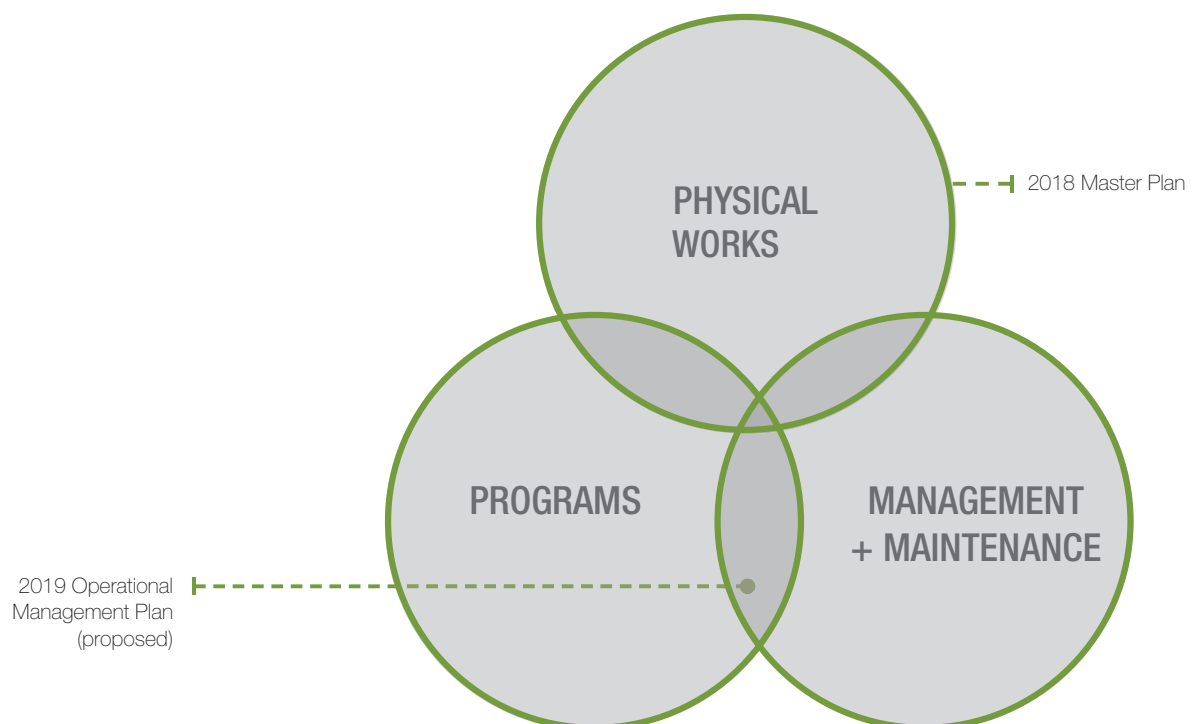 PHYSICAL
WORKS
2018 Master Plan
PROGRAMS
MANAGEMENT
+ MAINTENANCE
2019 Operational
Management Plan
(proposed)